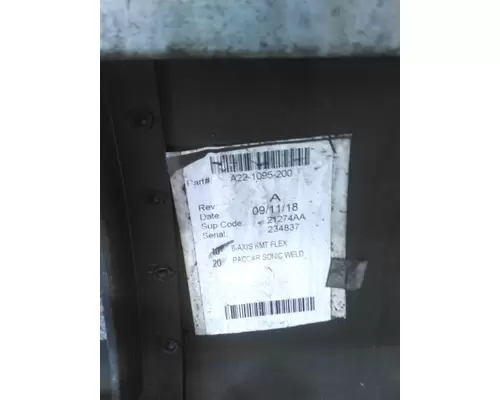 Part# A22-1095-200
Rev: A
Date: 09/11/18
Sup Code: 21274AA
Serial: 234837
10 6-AXIS KMT FLEX
20 PACCAR SONIC WELD